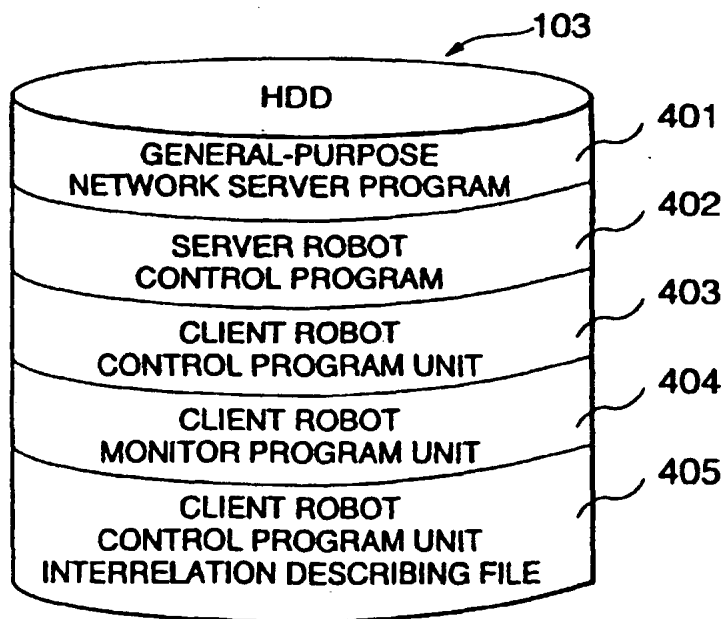 103
HDD
401
GENERAL-PURPOSE
NETWORK SERVER PROGRAM
402
SERVER ROBOT
CONTROL PROGRAM
403
CLIENT ROBOT
CONTROL PROGRAM UNIT
404
CLIENT ROBOT
MONITOR PROGRAM UNIT
405
CLIENT ROBOT
CONTROL PROGRAM UNIT
INTERRELATION DESCRIBING FILE